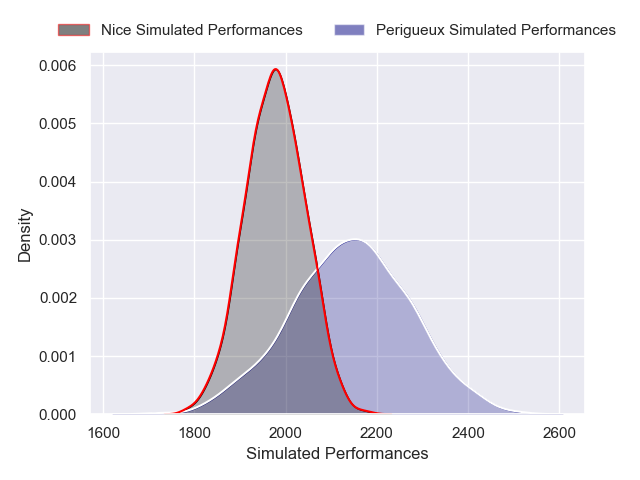 Nice Simulated Performances
Perigueux Simulated Performances
0.006
0.005
0.004
0.003
0.002
0.001
0.000
Density
1600 1800 2000 2200 2400 2600
Simulated Performances